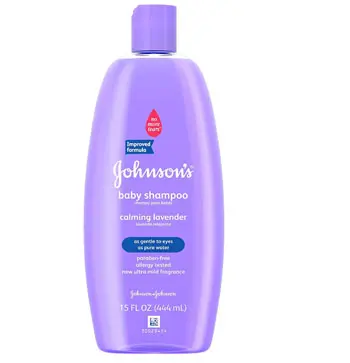 no
more
tears
Improved
formula
Johnson's
baby shampoo
calming lavender
as gentle to eyes
as pure water
paraben-free
allergy tested
new ultra mild fragrance
Johnson & Johnson
15 FL OZ (444 mL)